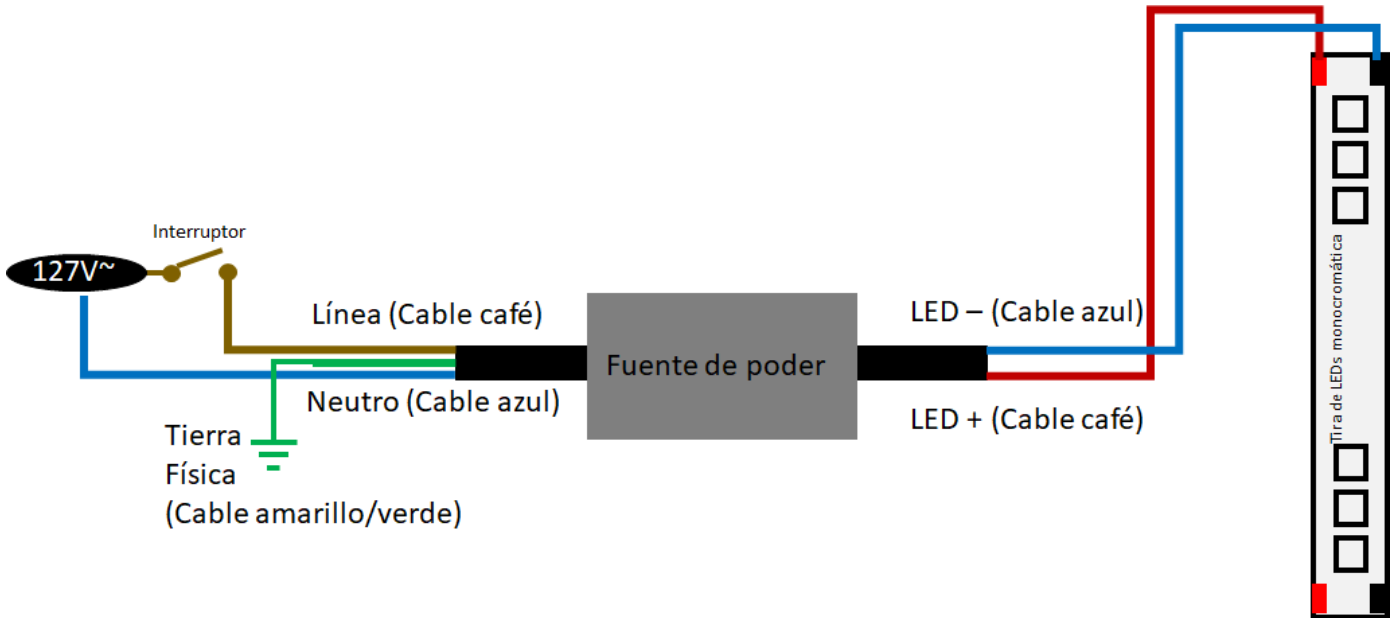 Interruptor
127V~
Línea (Cable café)
Neutro (Cable azul)
Tierra
Física
(Cable amarillo/verde)
Fuente de poder
LED – (Cable azul)
LED + (Cable café)
Tira de LEDs monocromática